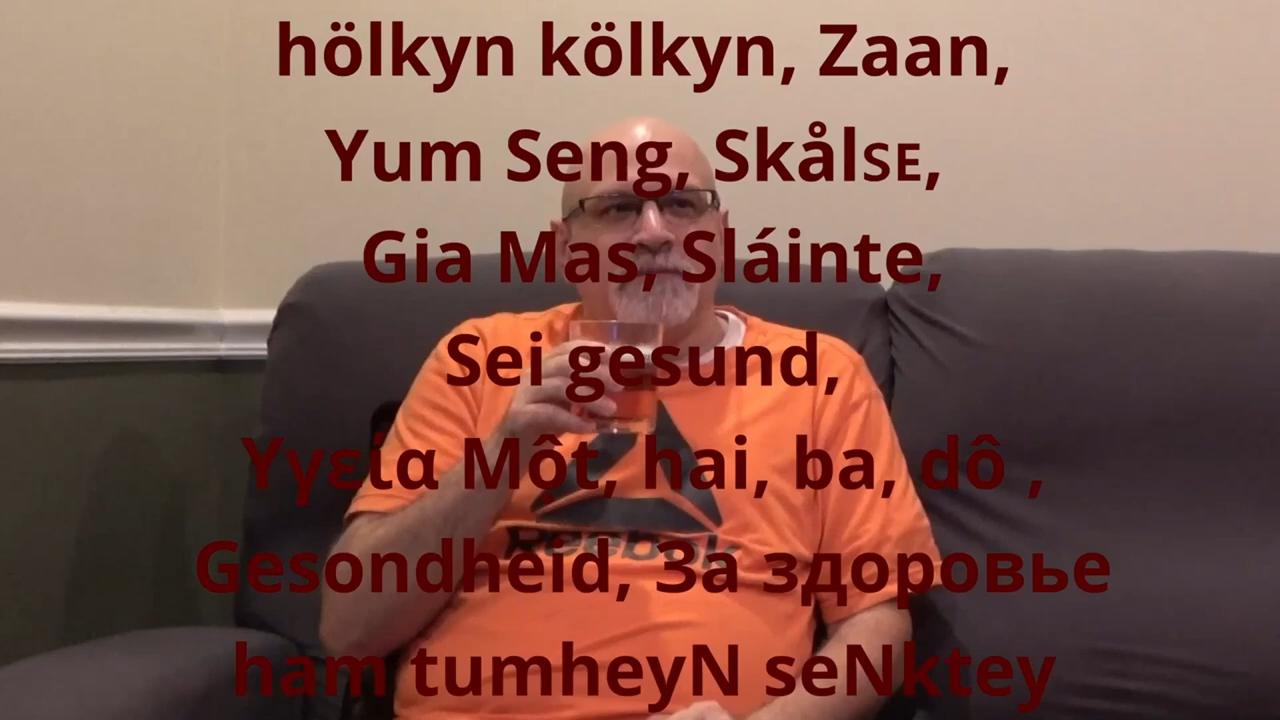 hölkyn kölkyn, Zaan,
Yum Seng, SkålSE,
Gia Mas, Sláinte,
Sei gesund,
Υγεία Một, hai, ba, dô ,
Reebok
Gesondheid, За здоровье
ham tumheyN seNktey